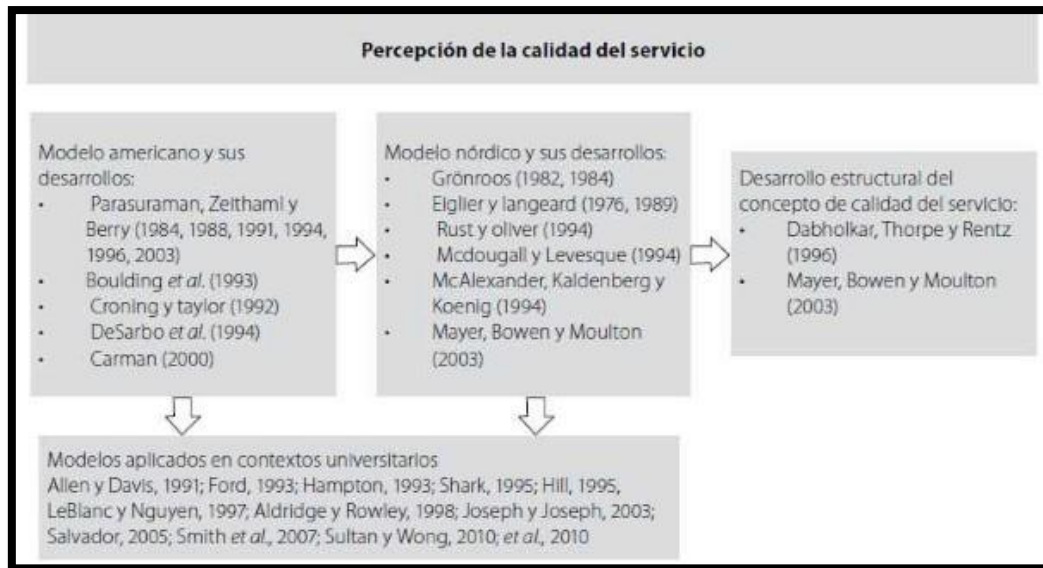 Percepción de la calidad del servicio
Modelo americano y sus
desarrollos:
• Parasuraman, Zeithaml y
Berry (1984, 1988, 1991, 1994,
1996, 2003)
• Boulding et al. (1993)
• Croning y taylor (1992)
• DeSarbo et al. (1994)
• Carman (2000)
Modelo nórdico y sus desarrollos:
• Grönroos (1982, 1984)
• Eiglier y langeard (1976, 1989)
• Rust y oliver (1994)
• Mcdougall y Levesque (1994)
• McAlexander, Kaldenberg y
Koenig (1994)
• Mayer, Bowen y Moulton
(2003)
Desarrollo estructural del
concepto de calidad del servicio:
• Dabholkar, Thorpe y Rentz
(1996)
• Mayer, Bowen y Moulton
(2003)
Modelos aplicados en contextos universitarios
Allen y Davis, 1991; Ford, 1993; Hampton, 1993; Shark, 1995; Hill, 1995,
LeBlanc y Nguyen, 1997; Aldridge y Rowley, 1998; Joseph y Joseph, 2003;
Salvador, 2005; Smith et al., 2007; Sultan y Wong, 2010; et al., 2010